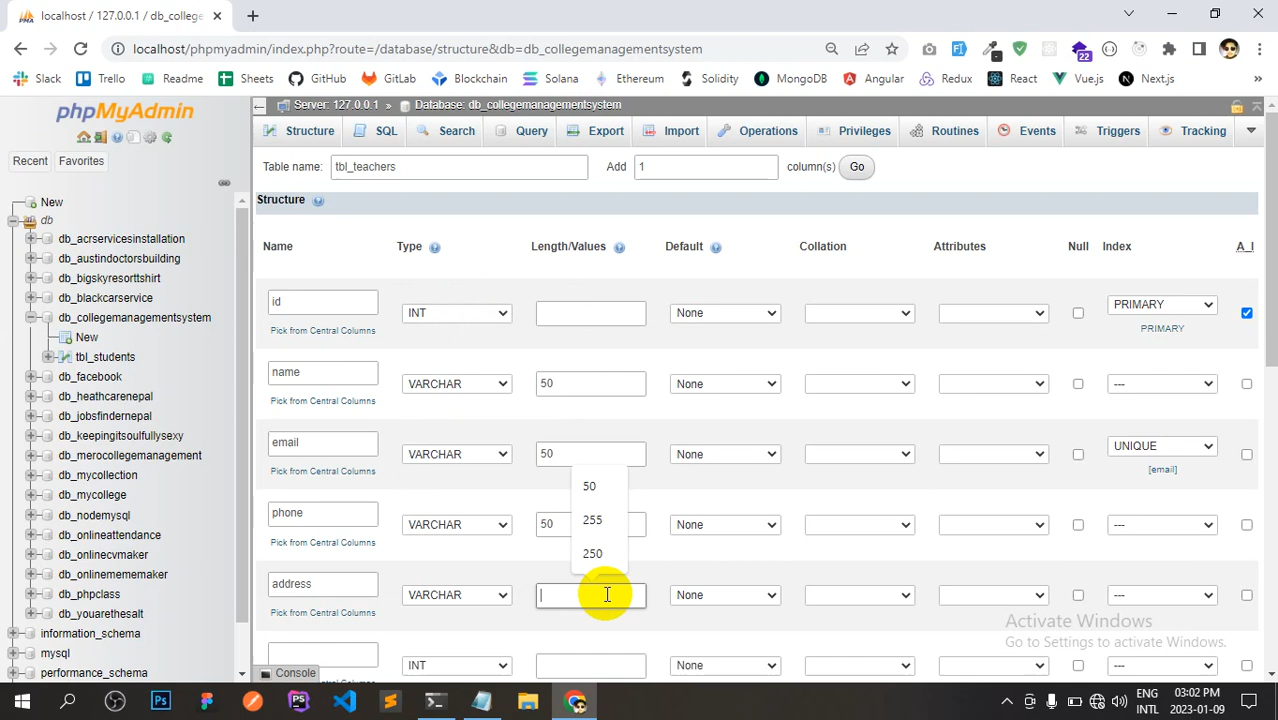 localhost / 127.0.0.1 / db_colleg
localhost/phpmyadmin/index.php?route=/database/structure&db=db_collegemanagementsystem
22
Slack Trello Readme Sheets GitHub GitLab Blockchain Solana Ethereum Solidity MongoDB Angular Redux React Vue.js Next.js
phpMyAdmin
Recent Favorites
New
db
db_acrservicesinstallation
db_austindoctorsbuilding
db_bigskyresortshirt
db_blackcarservice
db_collegemanagementsystem
New
tbl_students
db_facebook
db_heathcarenepal
db_jobsfindernepal
db_keepingitsoulfullysexy
db_merocollegemanagement
db_mycollection
db_mycollege
db_nodemysql
db_onlineattendance
db_onlinecvmaker
db_onlinemememaker
db_phpclass
db_youarethesalt
information_schema
mysql
performance_schema
Server: 127.0.0.1 » Database: db_collegemanagementsystem
Structure SQL Search Query Export Import Operations Privileges Routines Events Triggers Tracking
Table name: tbl_teachers Add 1 column(s) Go
Structure
Name Type Length/Values Default Collation Attributes Null Index A_I
id INT None PRIMARY
Pick from Central Columns PRIMARY
name VARCHAR 50 None ---
Pick from Central Columns
email VARCHAR 50 None UNIQUE
Pick from Central Columns [email]
50
phone VARCHAR 50 255 None ---
Pick from Central Columns
250
address VARCHAR None ---
Pick from Central Columns
Activate Windows
Go to Settings to activate Windows.
INT None ---
Console
ENG 03:02 PM
INTL 2023-01-09